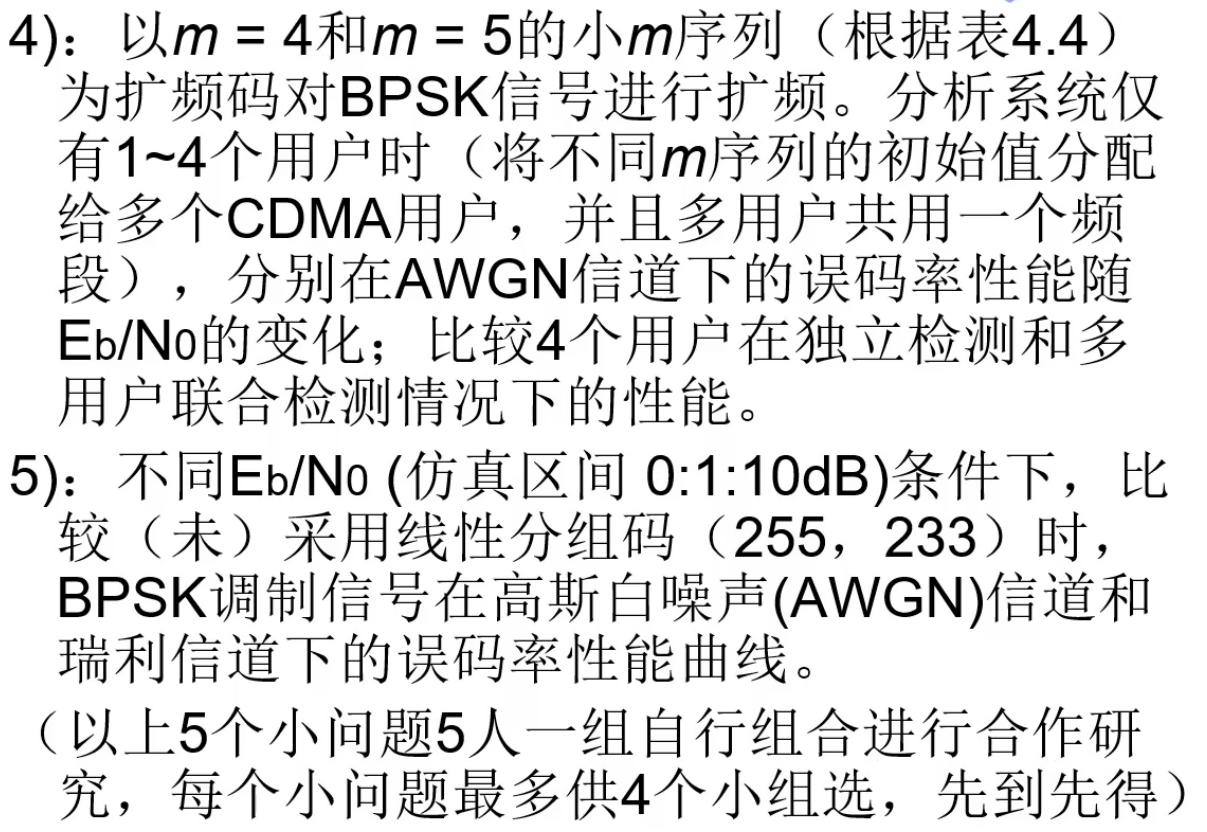 4)：以m = 4和m = 5的小m序列（根据表4.4）
为扩频码对BPSK信号进行扩频。分析系统仅
有1~4个用户时（将不同m序列的初始值分配
给多个CDMA用户，并且多用户共用一个频
段），分别在AWGN信道下的误码率性能随
Eb/N0的变化；比较4个用户在独立检测和多
用户联合检测情况下的性能。
5)：不同Eb/N0 (仿真区间 0:1:10dB)条件下，比
较（未）采用线性分组码（255，233）时，
BPSK调制信号在高斯白噪声(AWGN)信道和
瑞利信道下的误码率性能曲线。
（以上5个小问题5人一组自行组合进行合作研
究，每个小问题最多供4个小组选，先到先得）